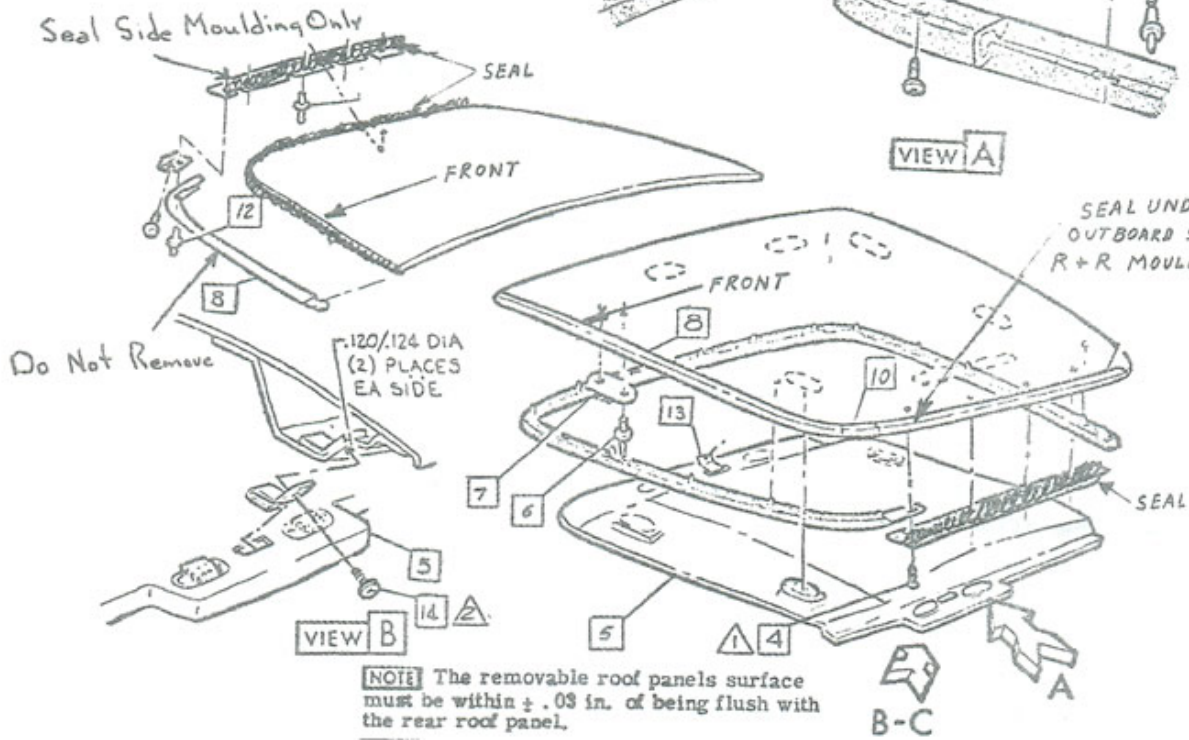 Seal Side Moulding Only
SEAL
FRONT
12
8
Do Not Remove
.120/.124 DIA
(2) PLACES
EA SIDE
VIEW A
SEAL UND
OUTBOARD S
R+R MOUL
FRONT
8
10
13
7
6
SEAL
5
14 2
VIEW B
5
1 4
A
B-C
NOTE The removable roof panels surface
must be within ± .03 in. of being flush with
the rear roof panel.